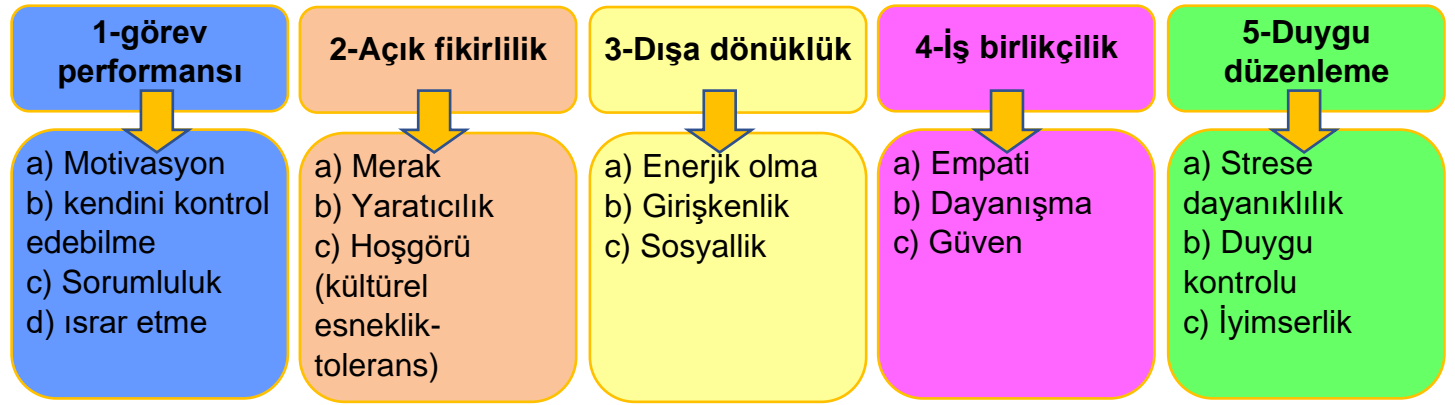 1-görev
performansı
a) Motivasyon
b) kendini kontrol
edebilme
c) Sorumluluk
d) ısrar etme
2-Açık fikirlilik
a) Merak
b) Yaratıcılık
c) Hoşgörü
(kültürel
esneklik-
tolerans)
3-Dışa dönüklük
a) Enerjik olma
b) Girişkenlik
c) Sosyallik
4-İş birlikçilik
a) Empati
b) Dayanışma
c) Güven
5-Duygu
düzenleme
a) Strese
dayanıklılık
b) Duygu
kontrolu
c) İyimserlik